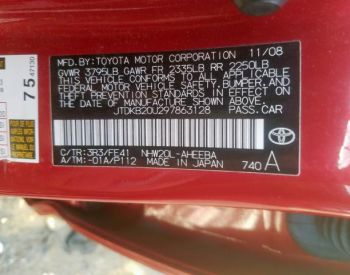 MFD. BY: TOYOTA MOTOR CORPORATION 11/08
GVWR 3795LB GAWR FR 2335LB RR 2250LB
THIS VEHICLE CONFORMS TO ALL APPLICABLE
FEDERAL MOTOR VEHICLE SAFETY, BUMPER, AND
THEFT PREVENTION STANDARDS IN EFFECT ON
THE DATE OF MANUFACTURE SHOWN ABOVE.
JTDKB20U297863128 PASS. CAR
C/TR: 3R3/FE41 NHW20L-AHEEBA
A/TM: -01A/P112 MADE IN JAPAN 740 A
TOYOTA
75
47130